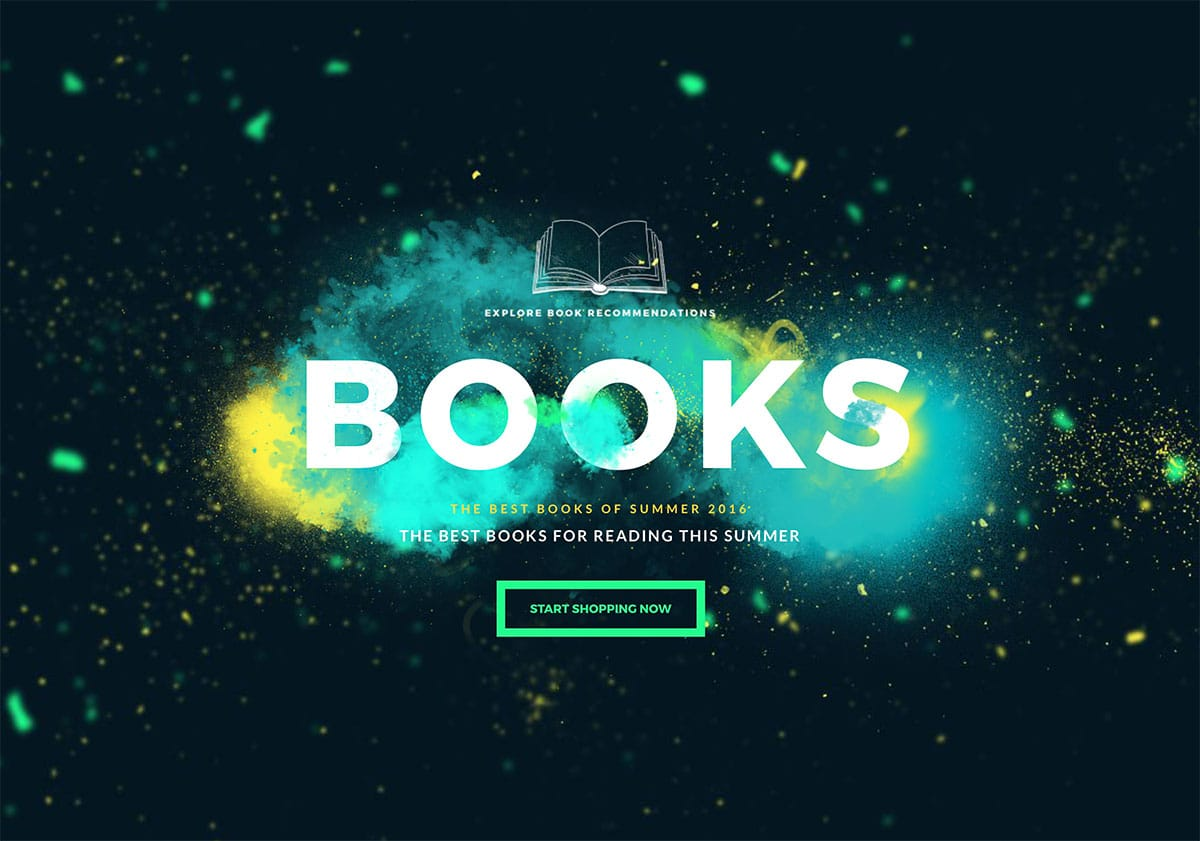 EXPLORE BOOK RECOMMENDATIONS
BOOKS
THE BEST BOOKS OF SUMMER 2016
THE BEST BOOKS FOR READING THIS SUMMER
START SHOPPING NOW